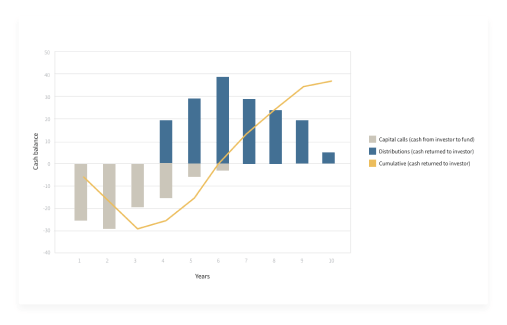 50
40
30
20
10
0
-10
-20
-30
-40
Cash balance
1 2 3 4 5 6 7 8 9 10
Years
Capital calls (cash from investor to fund)
Distributions (cash returned to investor)
Cumulative (cash returned to investor)